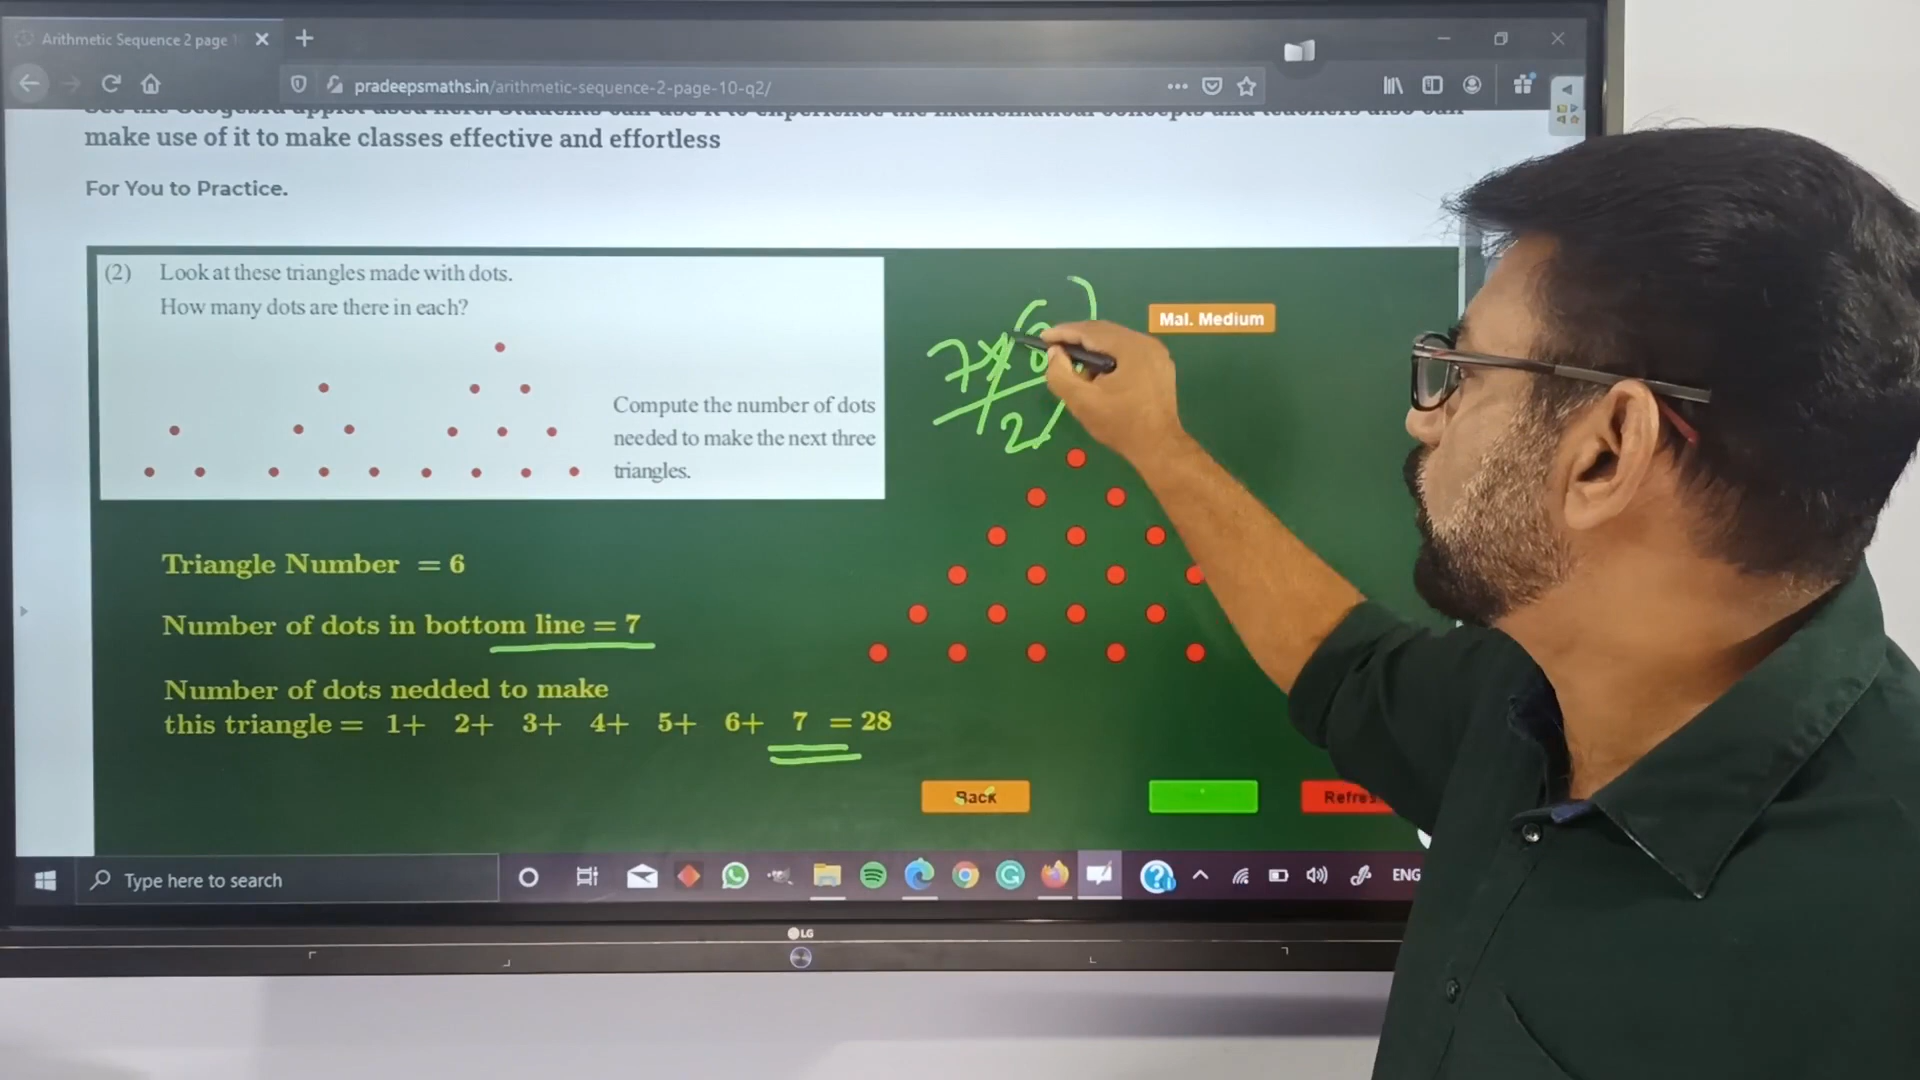 Arithmetic Sequence 2 page
pradeepsmaths.in/arithmetic-sequence-2-page-10-q2/
make use of it to make classes effective and effortless
For You to Practice.
(2) Look at these triangles made with dots.
How many dots are there in each?
Compute the number of dots
needed to make the next three
triangles.
Mal. Medium
Triangle Number = 6
Number of dots in bottom line = 7
Number of dots nedded to make
this triangle = 1+ 2+ 3+ 4+ 5+ 6+ 7 = 28
Back
Type here to search
ENG
LG